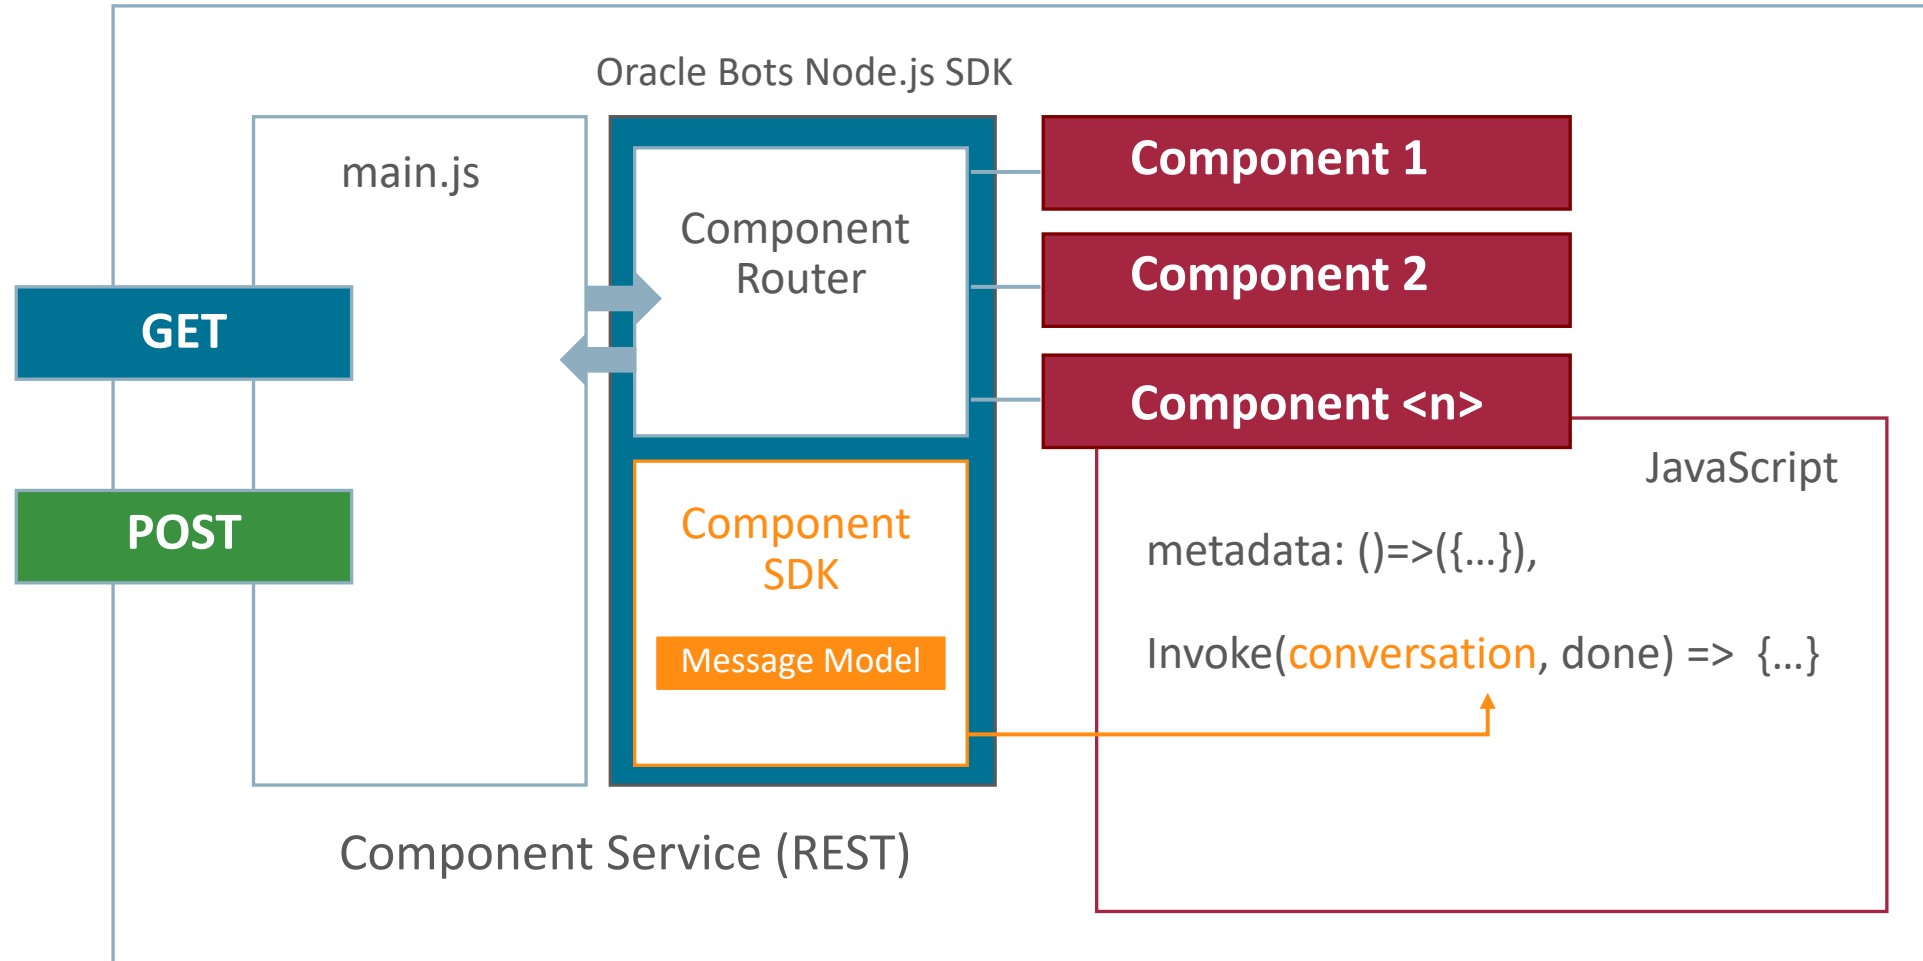 Oracle Bots Node.js SDK
main.js
GET
POST
Component
Router
Component
SDK
Message Model
Component 1
Component 2
Component <n>
JavaScript
metadata: ()=>({...}),
Invoke(conversation, done) => {...}
Component Service (REST)